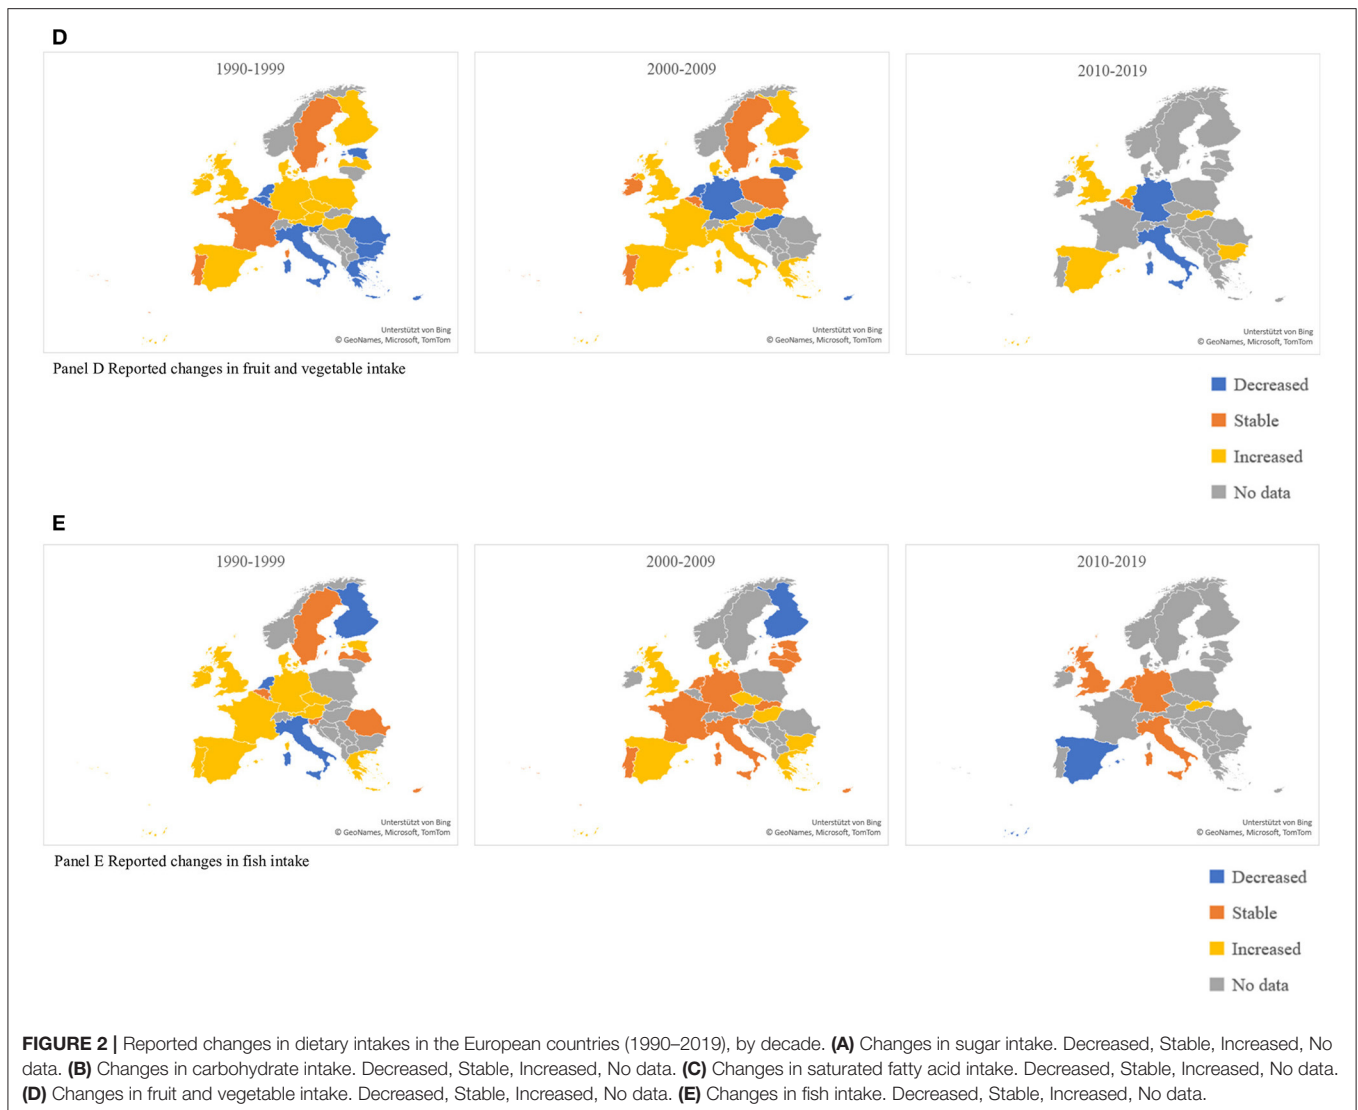 D
1990-1999
2000-2009
2010-2019
Unterstützt von Bing
© GeoNames, Microsoft, TomTom
Unterstützt von Bing
© GeoNames, Microsoft, TomTom
Unterstützt von Bing
© GeoNames, Microsoft, TomTom
Panel D Reported changes in fruit and vegetable intake
Decreased
Stable
Increased
No data
E
1990-1999
2000-2009
2010-2019
Unterstützt von Bing
© GeoNames, Microsoft, TomTom
Unterstützt von Bing
© GeoNames, Microsoft, TomTom
Unterstützt von Bing
© GeoNames, Microsoft, TomTom
Panel E Reported changes in fish intake
Decreased
Stable
Increased
No data
FIGURE 2 | Reported changes in dietary intakes in the European countries (1990–2019), by decade. (A) Changes in sugar intake. Decreased, Stable, Increased, No
data. (B) Changes in carbohydrate intake. Decreased, Stable, Increased, No data. (C) Changes in saturated fatty acid intake. Decreased, Stable, Increased, No data.
(D) Changes in fruit and vegetable intake. Decreased, Stable, Increased, No data. (E) Changes in fish intake. Decreased, Stable, Increased, No data.